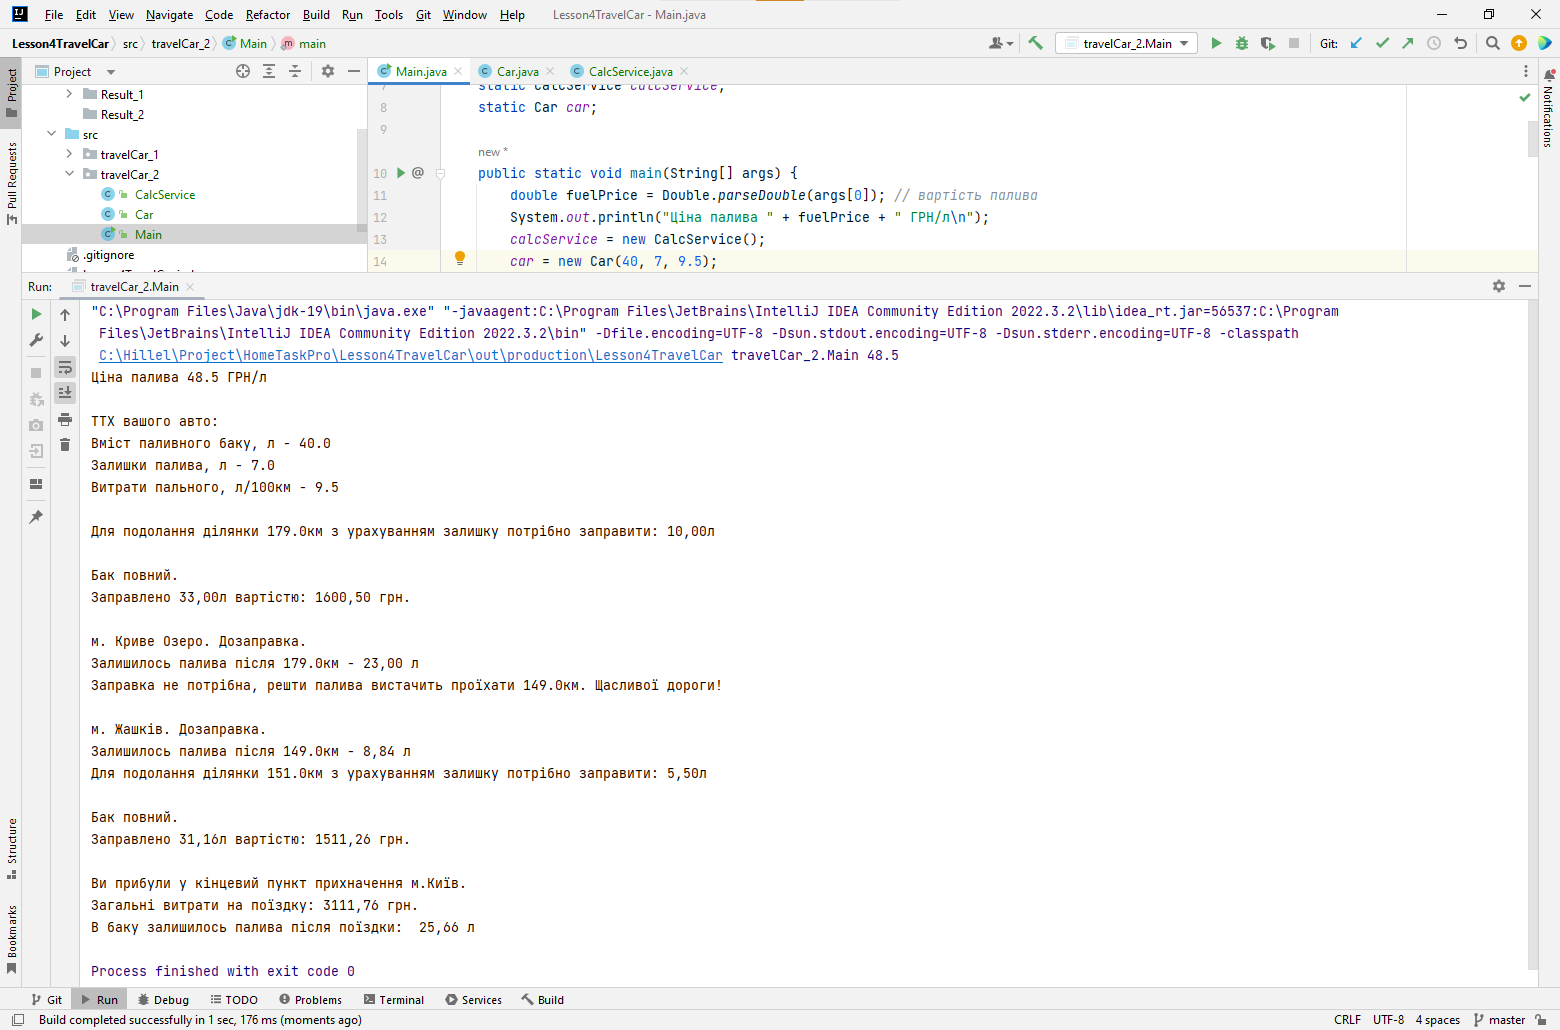 File Edit View Navigate Code Refactor Build Run Tools Git Window Help Lesson4TravelCar - Main.java
Lesson4TravelCar src travelCar_2 Main main travelCar_2.Main Git:
Project
Main.java Car.java CalcService.java
Project
Pull Requests
Structure
Bookmarks
Notifications
Result_1
Result_2
src
travelCar_1
travelCar_2
CalcService
Car
Main
.gitignore
7 static CalcService calcService;
8 static Car car;
9
new *
10 @ public static void main(String[] args) {
11 double fuelPrice = Double.parseDouble(args[0]); // вартість палива
12 System.out.println("Ціна палива " + fuelPrice + " ГРН/л\n");
13 calcService = new CalcService();
14 car = new Car(40, 7, 9.5);
Run: travelCar_2.Main
"C:\Program Files\Java\jdk-19\bin\java.exe" "-javaagent:C:\Program Files\JetBrains\IntelliJ IDEA Community Edition 2022.3.2\lib\idea_rt.jar=56537:C:\Program
Files\JetBrains\IntelliJ IDEA Community Edition 2022.3.2\bin" -Dfile.encoding=UTF-8 -Dsun.stdout.encoding=UTF-8 -Dsun.stderr.encoding=UTF-8 -classpath
C:\Hillel\Project\HomeTaskPro\Lesson4TravelCar\out\production\Lesson4TravelCar travelCar_2.Main 48.5
Ціна палива 48.5 ГРН/л
ТТХ вашого авто:
Вміст паливного баку, л - 40.0
Залишки палива, л - 7.0
Витрати пального, л/100км - 9.5
Для подолання ділянки 179.0км з урахуванням залишку потрібно заправити: 10,00л
Бак повний.
Заправлено 33,00л вартістю: 1600,50 грн.
м. Криве Озеро. Дозаправка.
Залишилось палива після 179.0км - 23,00 л
Заправка не потрібна, решти палива вистачить проїхати 149.0км. Щасливої дороги!
м. Жашків. Дозаправка.
Залишилось палива після 149.0км - 8,84 л
Для подолання ділянки 151.0км з урахуванням залишку потрібно заправити: 5,50л
Бак повний.
Заправлено 31,16л вартістю: 1511,26 грн.
Ви прибули у кінцевий пункт прихначення м.Київ.
Загальні витрати на поїздку: 3111,76 грн.
В баку залишилось палива після поїздки:  25,66 л
Process finished with exit code 0
Git Run Debug TODO Problems Terminal Services Build
Build completed successfully in 1 sec, 176 ms (moments ago) CRLF UTF-8 4 spaces master